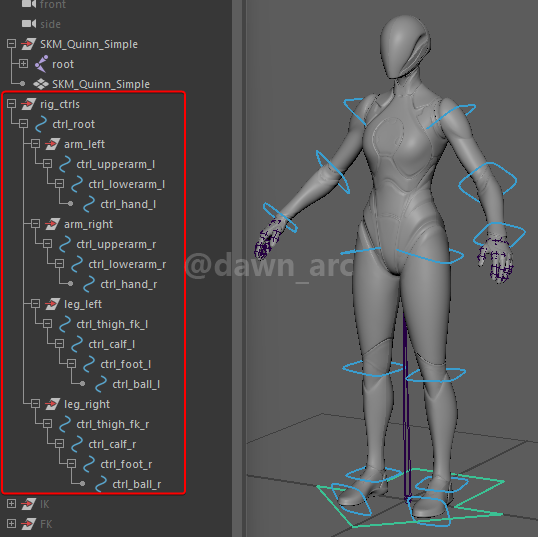 front
side
SKM_Quinn_Simple
root
SKM_Quinn_Simple
rig_ctrls
ctrl_root
arm_left
ctrl_upperarm_l
ctrl_lowerarm_l
ctrl_hand_l
arm_right
ctrl_upperarm_r
ctrl_lowerarm_r
ctrl_hand_r
leg_left
ctrl_thigh_fk_l
ctrl_calf_l
ctrl_foot_l
ctrl_ball_l
leg_right
ctrl_thigh_fk_r
ctrl_calf_r
ctrl_foot_r
ctrl_ball_r
IK
FK
@dawn_arc